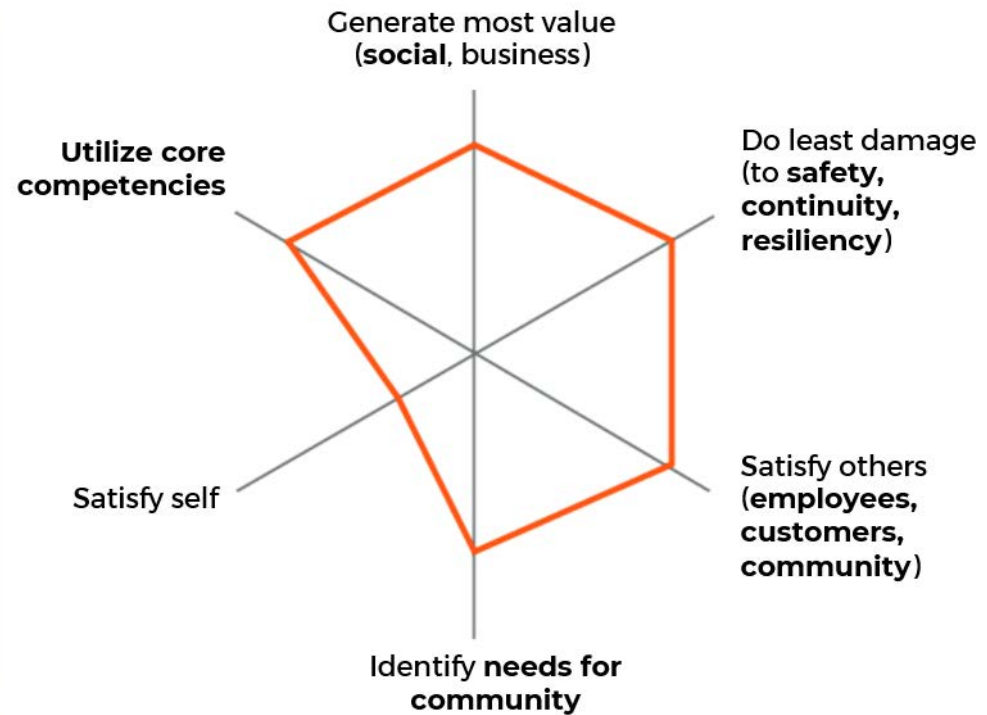 Generate most value
(social, business)
Utilize core
competencies
Do least damage
(to safety,
continuity,
resiliency)
Satisfy self
Satisfy others
(employees,
customers,
community)
Identify needs for
community